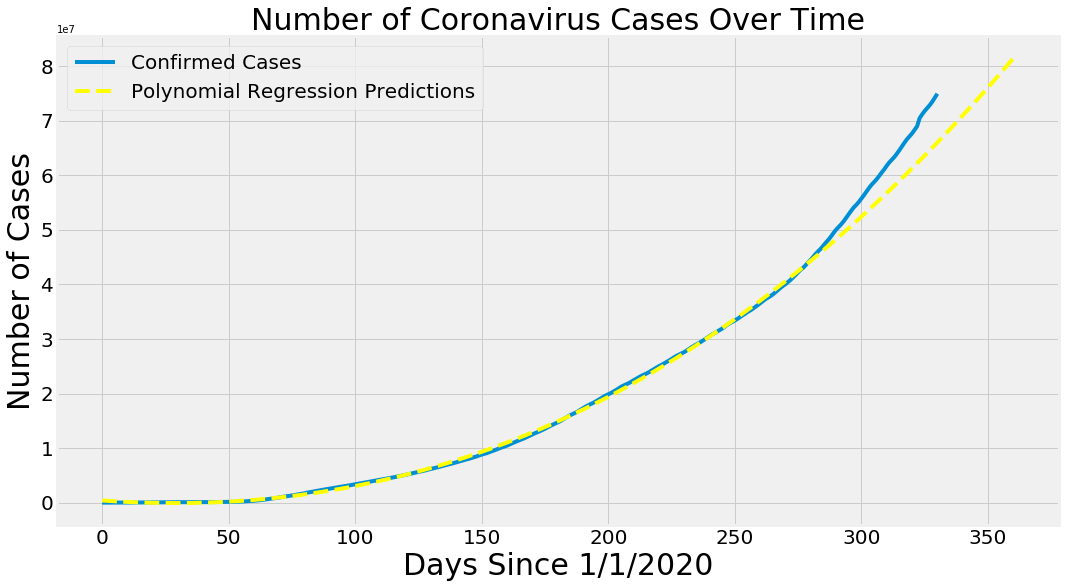 Number of Coronavirus Cases Over Time
1e7
Confirmed Cases
Polynomial Regression Predictions
8
7
6
5
4
3
2
1
0
Number of Cases
0 50 100 150 200 250 300 350
Days Since 1/1/2020